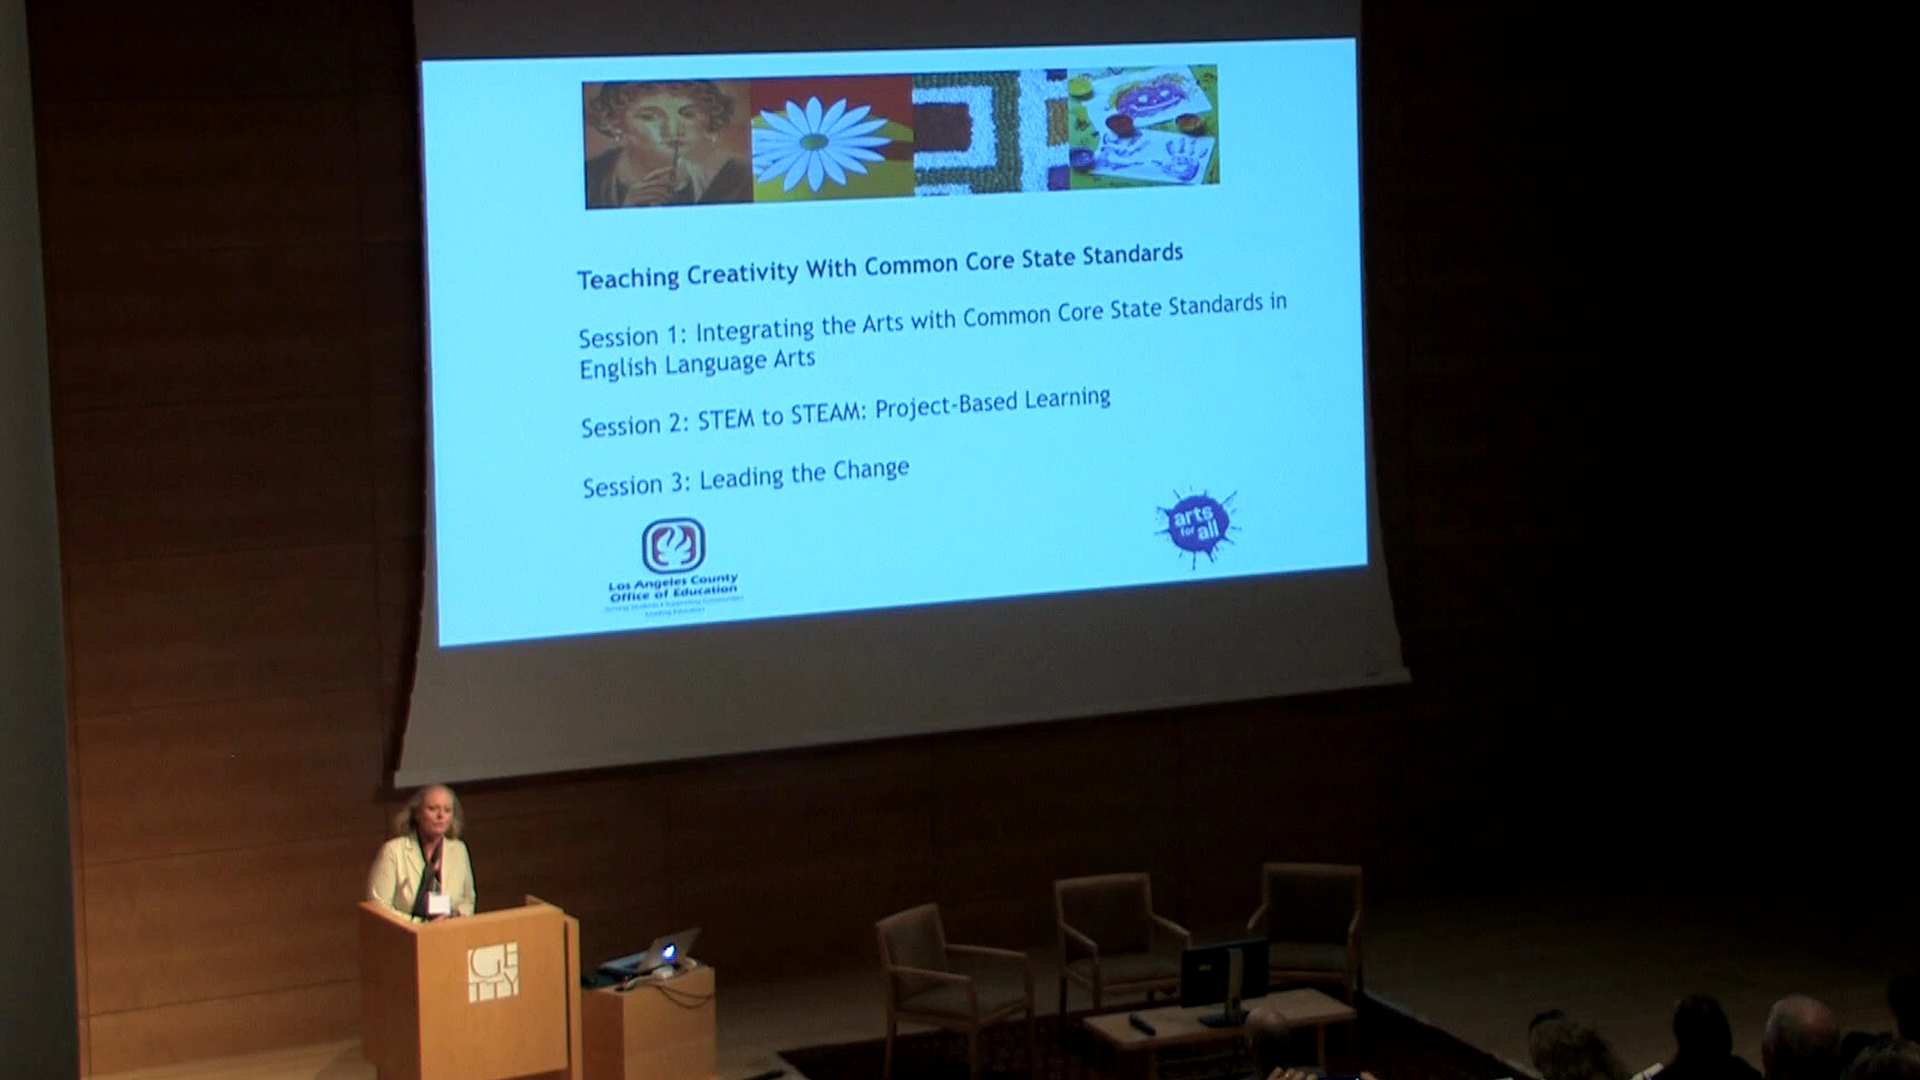 Teaching Creativity With Common Core State Standards
Session 1: Integrating the Arts with Common Core State Standards in
English Language Arts
Session 2: STEM to STEAM: Project-Based Learning
Session 3: Leading the Change
arts
for all
Los Angeles County
Office of Education
GE
TTY